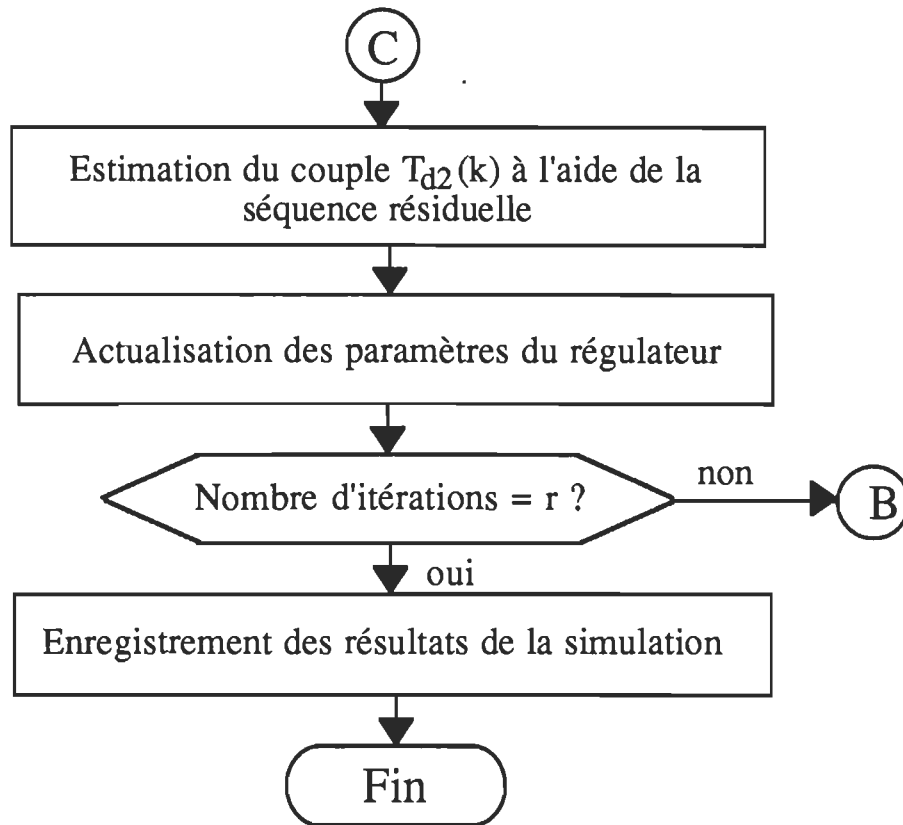 C
Estimation du couple Td2(k) à l'aide de la
séquence résiduelle
Actualisation des paramètres du régulateur
Nombre d'itérations = r ?
non
B
oui
Enregistrement des résultats de la simulation
Fin